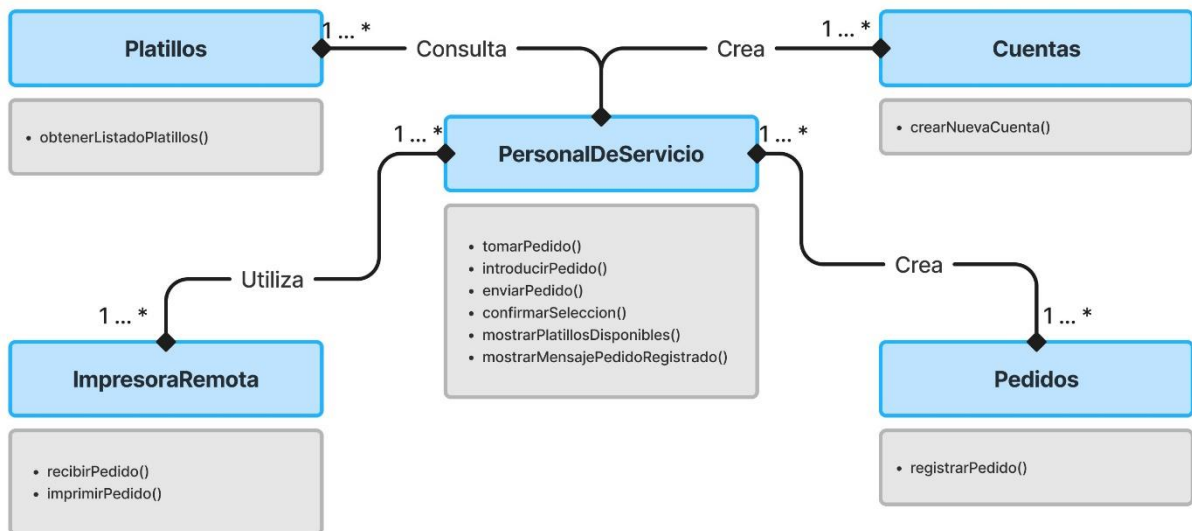 Platillos
1 ... *
Consulta
Crea
1 ... *
Cuentas
• obtenerListadoPlatillos()
• crearNuevaCuenta()
1 ... *
PersonalDeServicio
1 ... *
• tomarPedido()
• introducirPedido()
• enviarPedido()
• confirmarSeleccion()
• mostrarPlatillosDisponibles()
• mostrarMensajePedidoRegistrado()
Utiliza
Crea
1 ... *
ImpresoraRemota
• recibirPedido()
• imprimirPedido()
1 ... *
Pedidos
• registrarPedido()